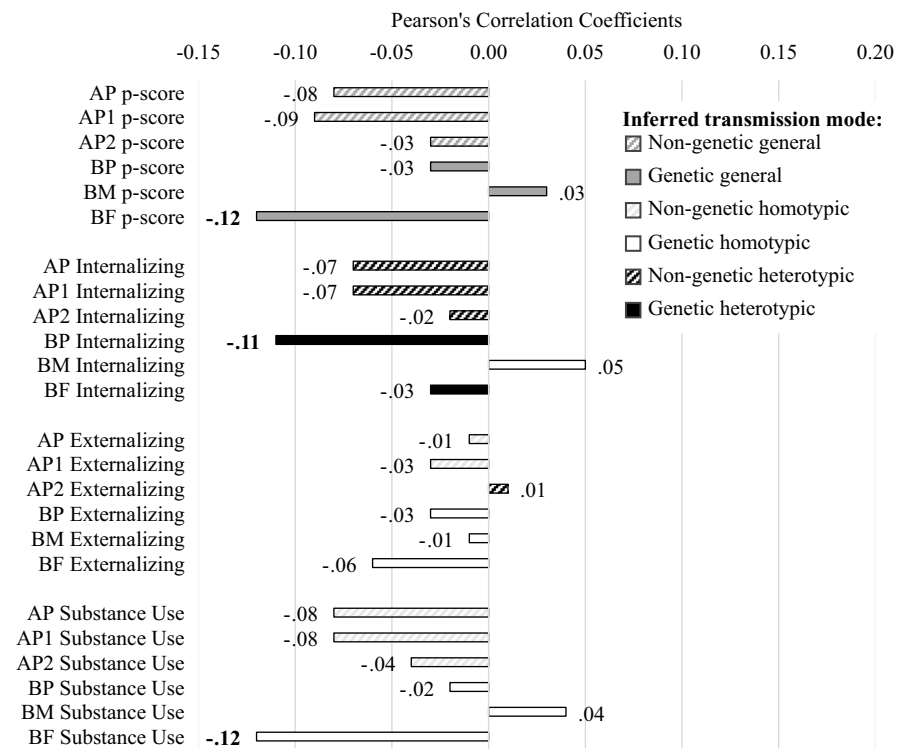 Pearson's Correlation Coefficients
-0.15 -0.10 -0.05 0.00 0.05 0.10 0.15 0.20
AP p-score -.08
AP1 p-score -.09
AP2 p-score -.03
BP p-score -.03
BM p-score .03
BF p-score -.12
AP Internalizing -.07
AP1 Internalizing -.07
AP2 Internalizing -.02
BP Internalizing -.11
BM Internalizing .05
BF Internalizing -.03
AP Externalizing -.01
AP1 Externalizing -.03
AP2 Externalizing .01
BP Externalizing -.03
BM Externalizing -.01
BF Externalizing -.06
AP Substance Use -.08
AP1 Substance Use -.08
AP2 Substance Use -.04
BP Substance Use -.02
BM Substance Use .04
BF Substance Use -.12
Inferred transmission mode:
Non-genetic general
Genetic general
Non-genetic homotypic
Genetic homotypic
Non-genetic heterotypic
Genetic heterotypic